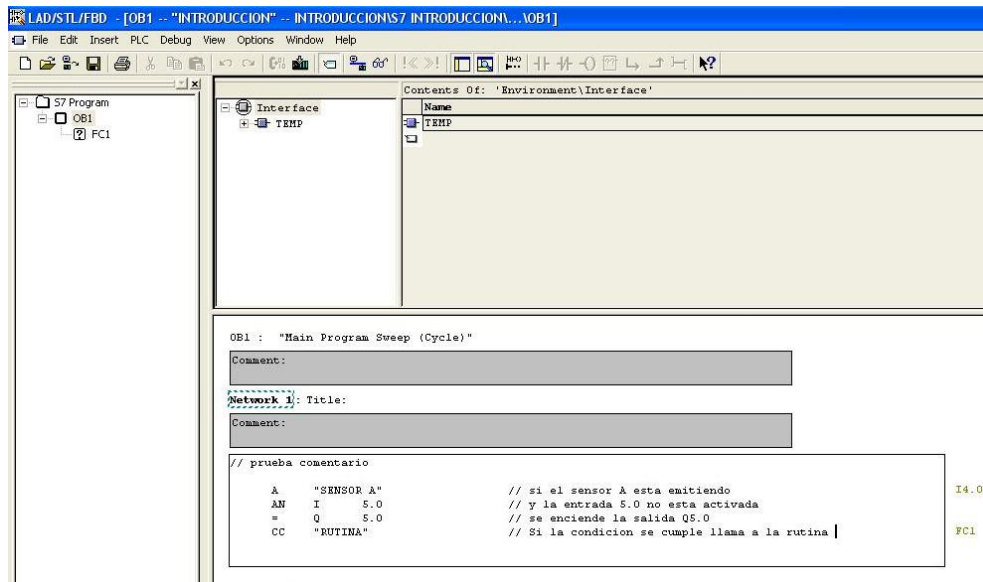 LAD/STL/FBD - [OB1 -- "INTRODUCCION" -- INTRODUCCION\S7 INTRODUCCION\...\OB1]
File Edit Insert PLC Debug View Options Window Help
S7 Program
OB1
FC1
Interface
TEMP
Contents Of: 'Environment\Interface'
Name
TEMP
OB1 : "Main Program Sweep (Cycle)"
Comment:
Network 1: Title:
Comment:
// prueba comentario
A "SENSOR A" // si el sensor A esta emitiendo I4.0
AN I 5.0 // y la entrada 5.0 no esta activada
= Q 5.0 // se enciende la salida Q5.0
CC "RUTINA" // Si la condicion se cumple llama a la rutina FC1